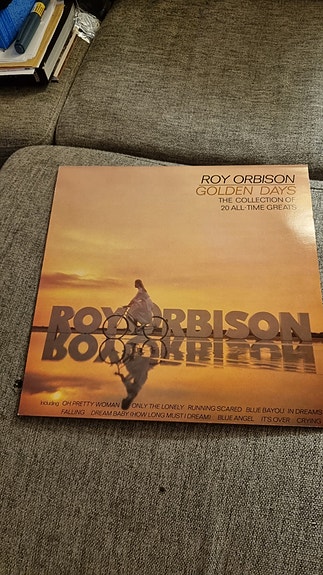 ROY ORBISON
GOLDEN DAYS
THE COLLECTION OF
20 ALL-TIME GREATS
ROY ORBISON
Including OH PRETTY WOMAN ONLY THE LONELY RUNNING SCARED BLUE BAYOU IN DREAMS
FALLING DREAM BABY (HOW LONG MUST I DREAM) BLUE ANGEL IT'S OVER CRYING